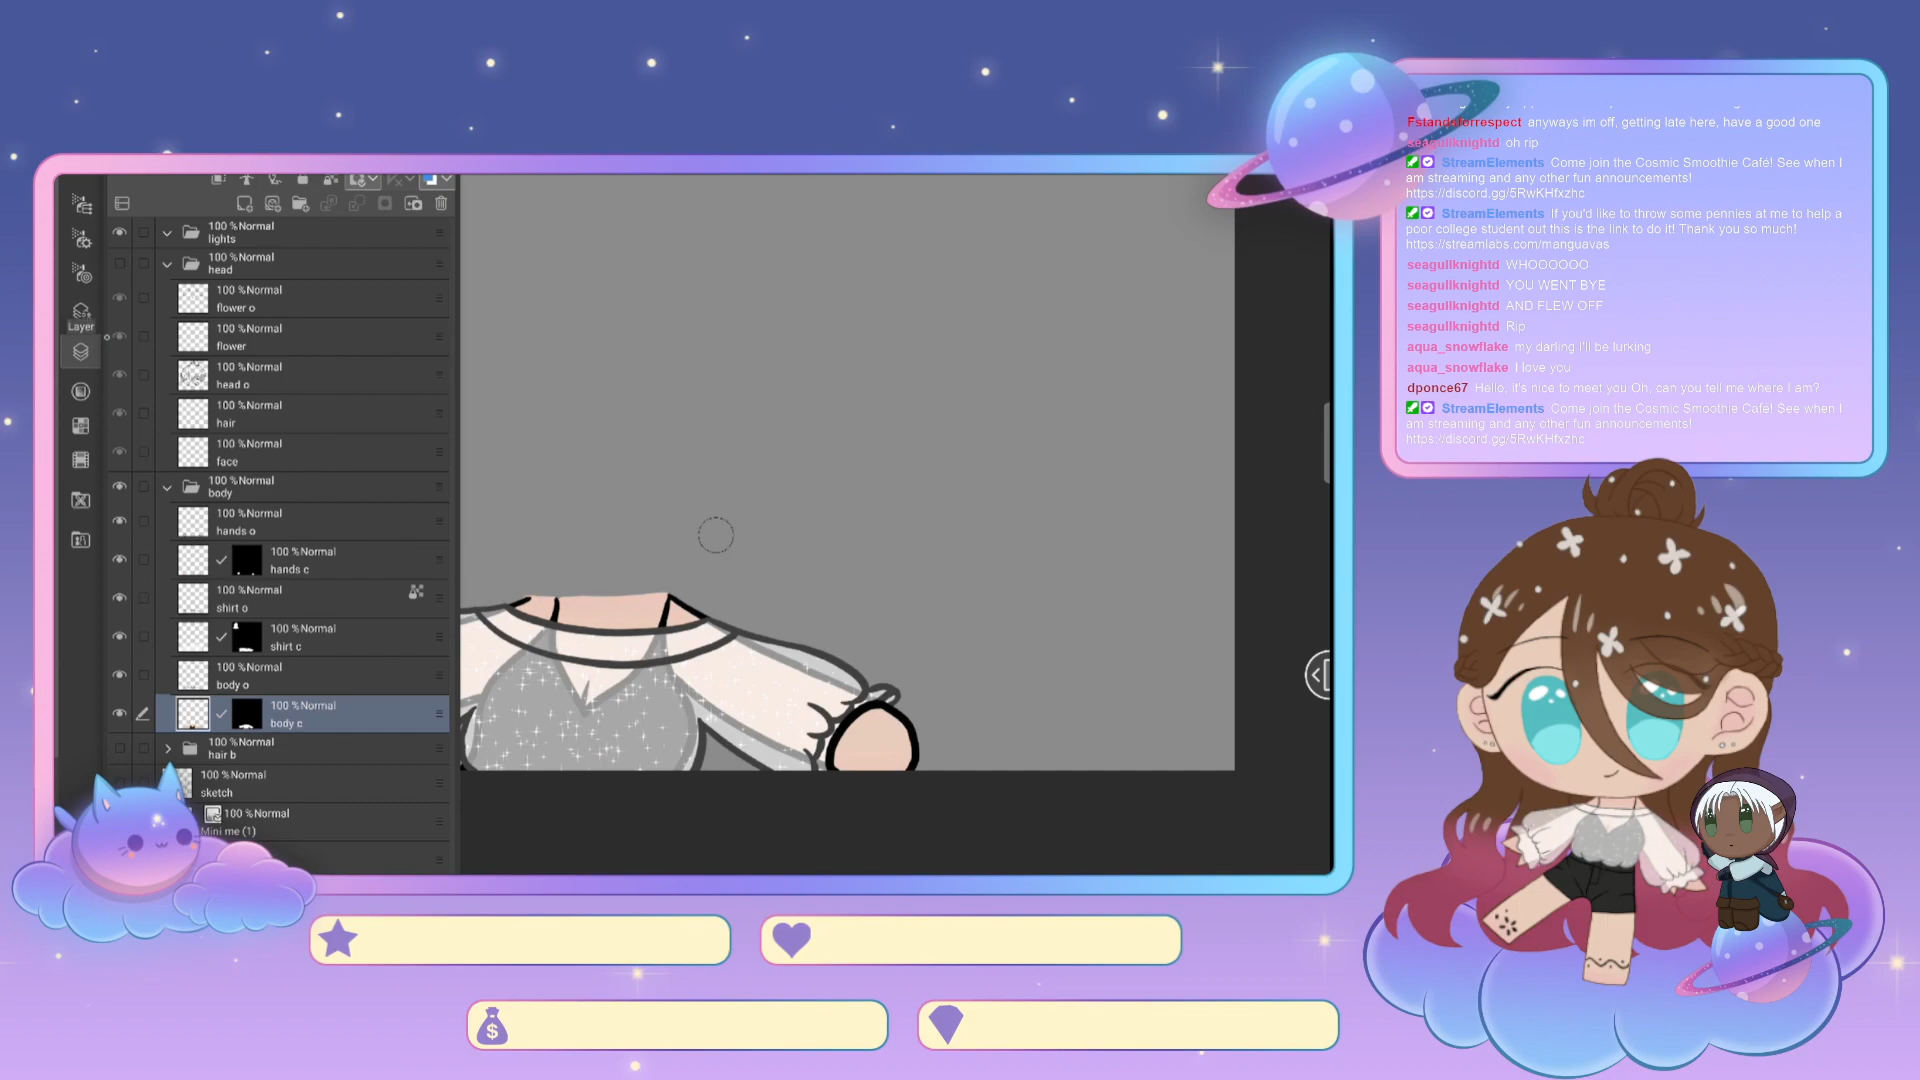 100 %Normal
lights
100 %Normal
head
100 %Normal
flower o
100 %Normal
flower
100 %Normal
head o
100 %Normal
hair
100 %Normal
face
100 %Normal
body
100 %Normal
hands o
100 %Normal
hands c
100 %Normal
shirt o
100 %Normal
shirt c
100 %Normal
body o
100 %Normal
body c
100 %Normal
hair b
100 %Normal
sketch
100 %Normal
Mini me (1)
Layer
Fstandsforrespect anyways im off, getting late here, have a good one
seagullknightd oh rip
StreamElements Come join the Cosmic Smoothie Café! See when I
am streaming and any other fun announcements!
https://discord.gg/5RwKHfxzhc
StreamElements If you'd like to throw some pennies at me to help a
poor college student out this is the link to do it! Thank you so much!
https://streamlabs.com/manguavas
seagullknightd WHOOOOOO
seagullknightd YOU WENT BYE
seagullknightd AND FLEW OFF
seagullknightd Rip
aqua_snowflake my darling I'll be lurking
aqua_snowflake I love you
dponce67 Hello, it's nice to meet you Oh, can you tell me where I am?
StreamElements Come join the Cosmic Smoothie Café! See when I
am streaming and any other fun announcements!
https://discord.gg/5RwKHfxzhc